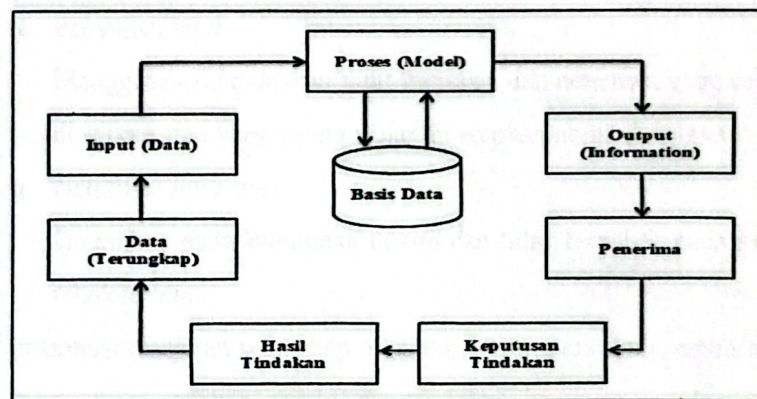 Proses (Model)
Input (Data)
Output
(Information)
Basis Data
Data
(Terungkap)
Penerima
Hasil
Tindakan
Keputusan
Tindakan